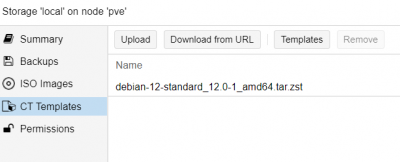 Storage 'local' on node 'pve'
Summary
Upload
Download from URL
Templates
Remove
Backups
Name
ISO Images
debian-12-standard_12.0-1_amd64.tar.zst
CT Templates
Permissions